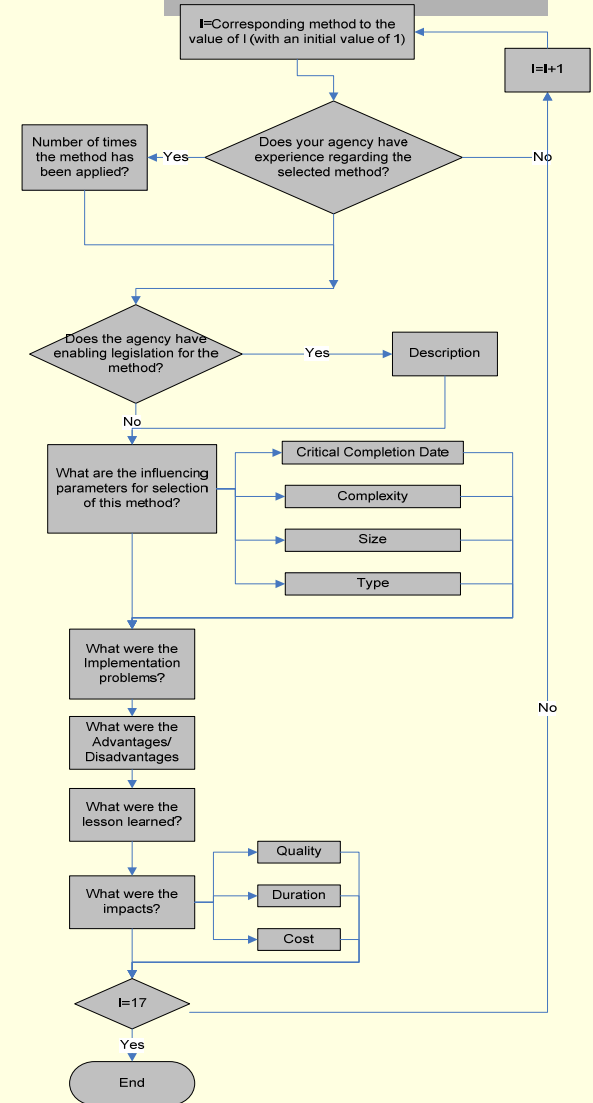 I=Corresponding method to the
value of I (with an initial value of 1)
I=I+1
Number of times
the method has
been applied?
Yes
Does your agency have
experience regarding the
selected method?
No
Does the agency have
enabling legislation for the
method?
Yes
Description
No
What are the influencing
parameters for selection
of this method?
Critical Completion Date
Complexity
Size
Type
What were the
Implementation
problems?
What were the
Advantages/
Disadvantages
What were the
lesson learned?
No
What were the
impacts?
Quality
Duration
Cost
I=17
Yes
End